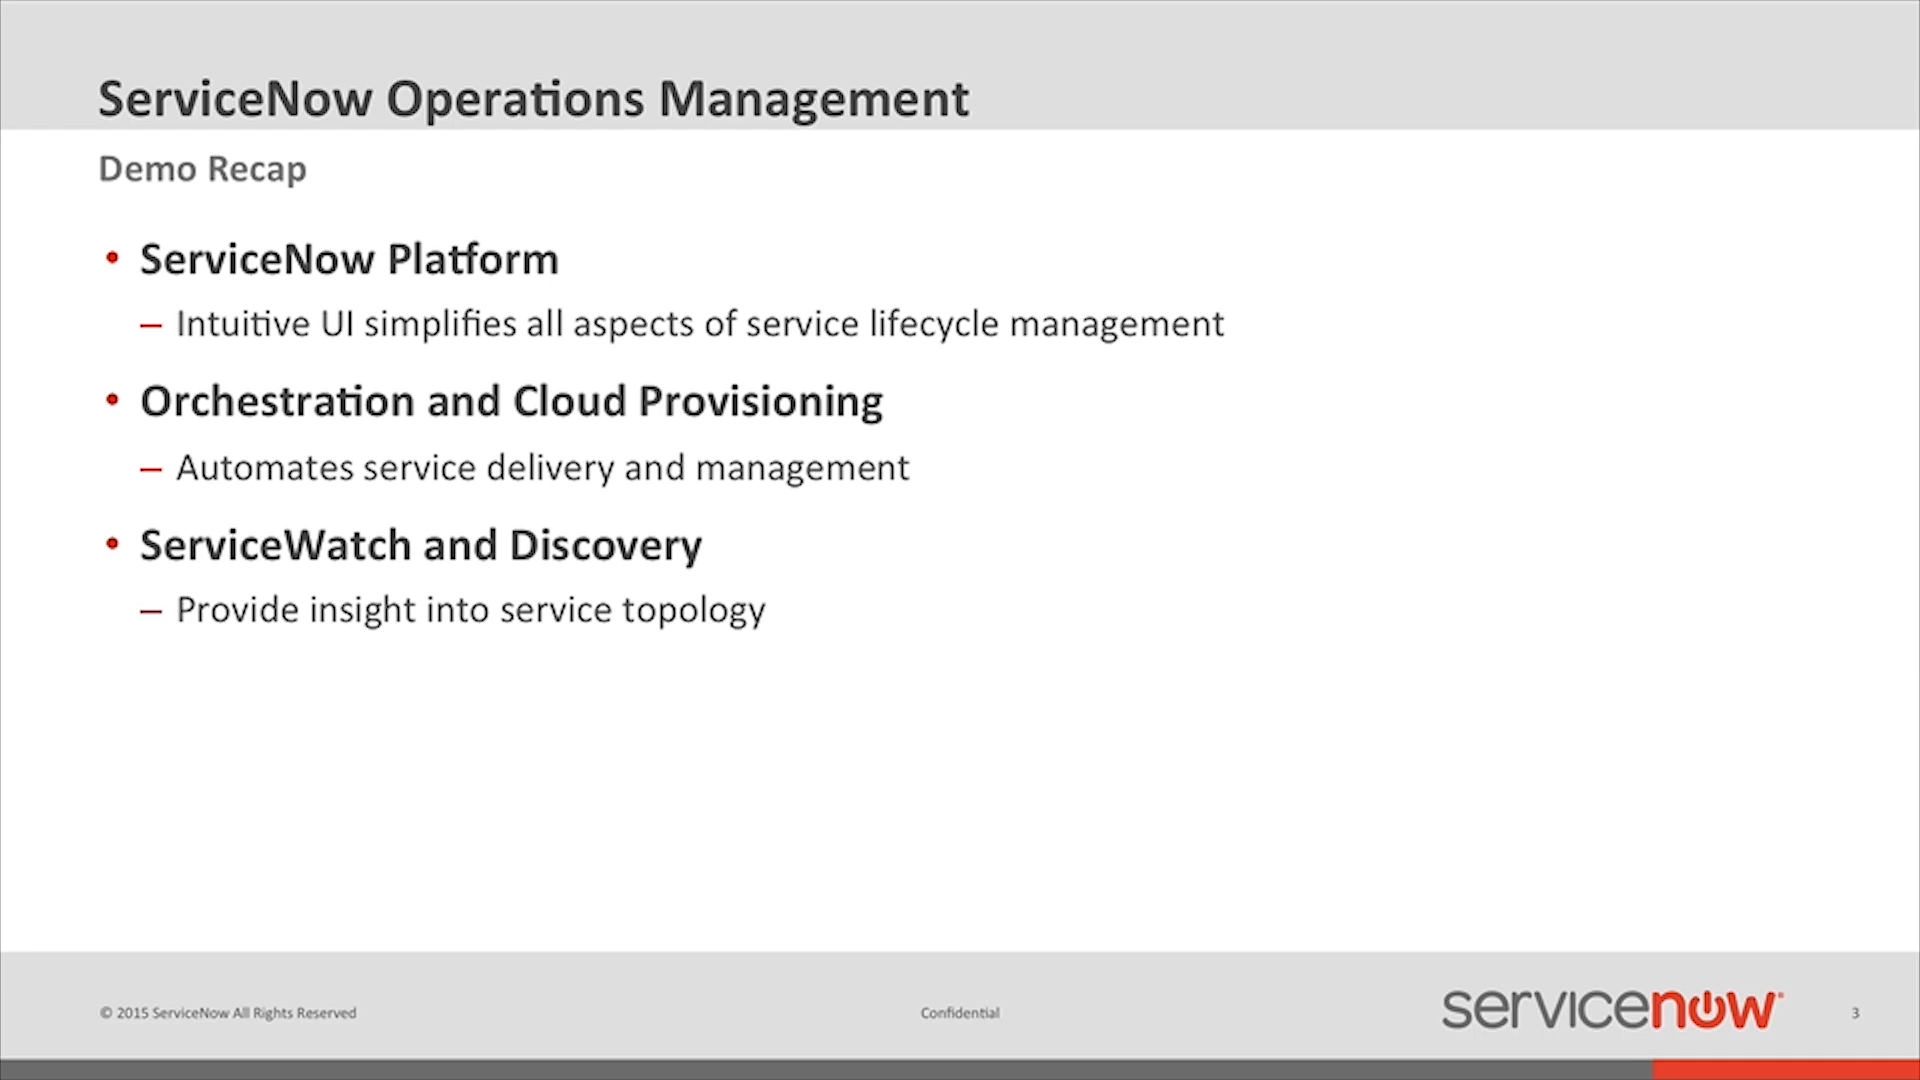 ServiceNow Operations Management
Demo Recap
• ServiceNow Platform
– Intuitive UI simplifies all aspects of service lifecycle management
• Orchestration and Cloud Provisioning
– Automates service delivery and management
• ServiceWatch and Discovery
– Provide insight into service topology
© 2015 ServiceNow All Rights Reserved
Confidential
servicenow
3